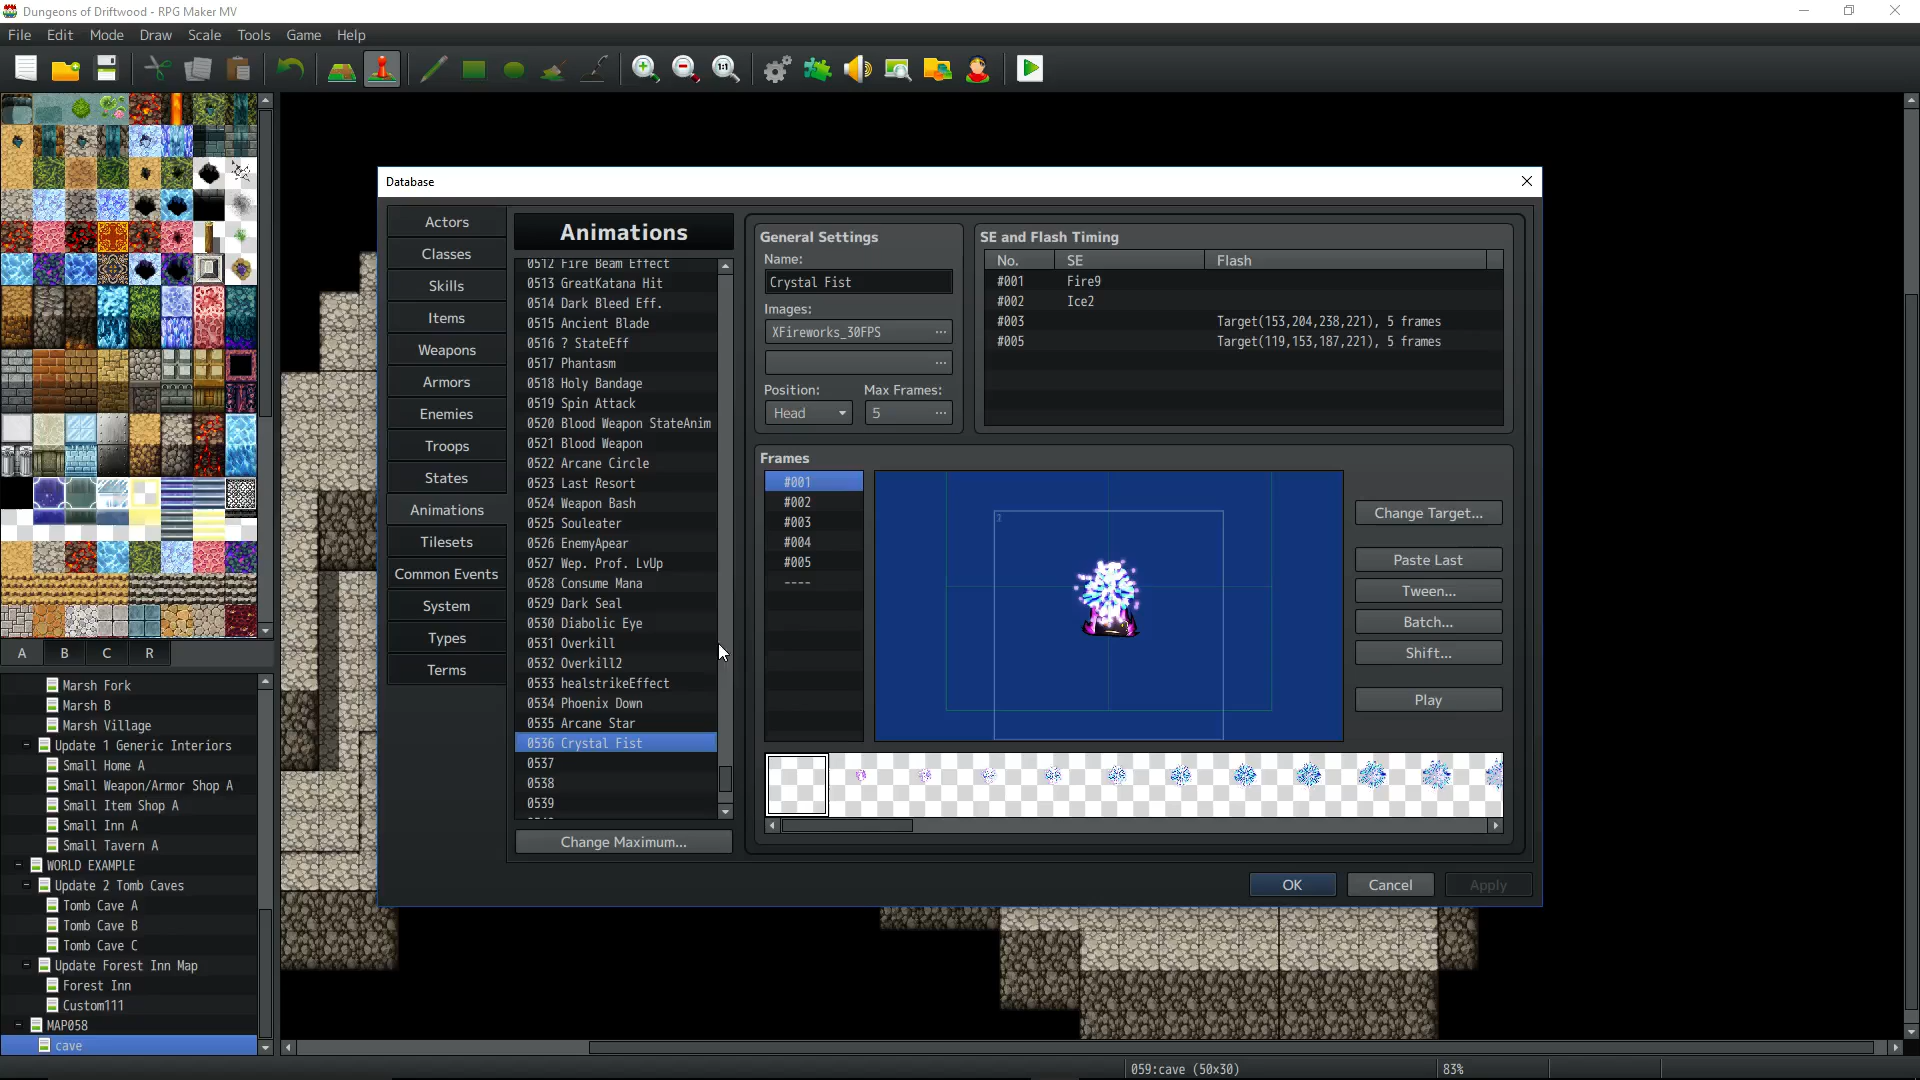 Dungeons of Driftwood - RPG Maker MV
File Edit Mode Draw Scale Tools Game Help
Database
Actors
Classes
Skills
Items
Weapons
Armors
Enemies
Troops
States
Animations
Tilesets
Common Events
System
Types
Terms
Animations
0512 Fire Beam Effect
0513 GreatKatana Hit
0514 Dark Bleed Eff.
0515 Ancient Blade
0516 ? StateEff
0517 Phantasm
0518 Holy Bandage
0519 Spin Attack
0520 Blood Weapon StateAnim
0521 Blood Weapon
0522 Arcane Circle
0523 Last Resort
0524 Weapon Bash
0525 Souleater
0526 EnemyApear
0527 Wep. Prof. LvUp
0528 Consume Mana
0529 Dark Seal
0530 Diabolic Eye
0531 Overkill
0532 Overkill2
0533 healstrikeEffect
0534 Phoenix Down
0535 Arcane Star
0536 Crystal Fist
0537
0538
0539
Change Maximum...
General Settings
Name:
Crystal Fist
Images:
XFireworks_30FPS ...
...
Position: Max Frames:
Head 5 ...
SE and Flash Timing
No. SE Flash
#001 Fire9
#002 Ice2
#003 Target(153,204,238,221), 5 frames
#005 Target(119,153,187,221), 5 frames
Frames
#001
#002
#003
#004
#005
----
Change Target...
Paste Last
Tween...
Batch...
Shift...
Play
OK Cancel Apply
A B C R
Marsh Fork
Marsh B
Marsh Village
Update 1 Generic Interiors
Small Home A
Small Weapon/Armor Shop A
Small Item Shop A
Small Inn A
Small Tavern A
WORLD EXAMPLE
Update 2 Tomb Caves
Tomb Cave A
Tomb Cave B
Tomb Cave C
Update Forest Inn Map
Forest Inn
Custom111
MAP058
cave
059:cave (50x30) 83%